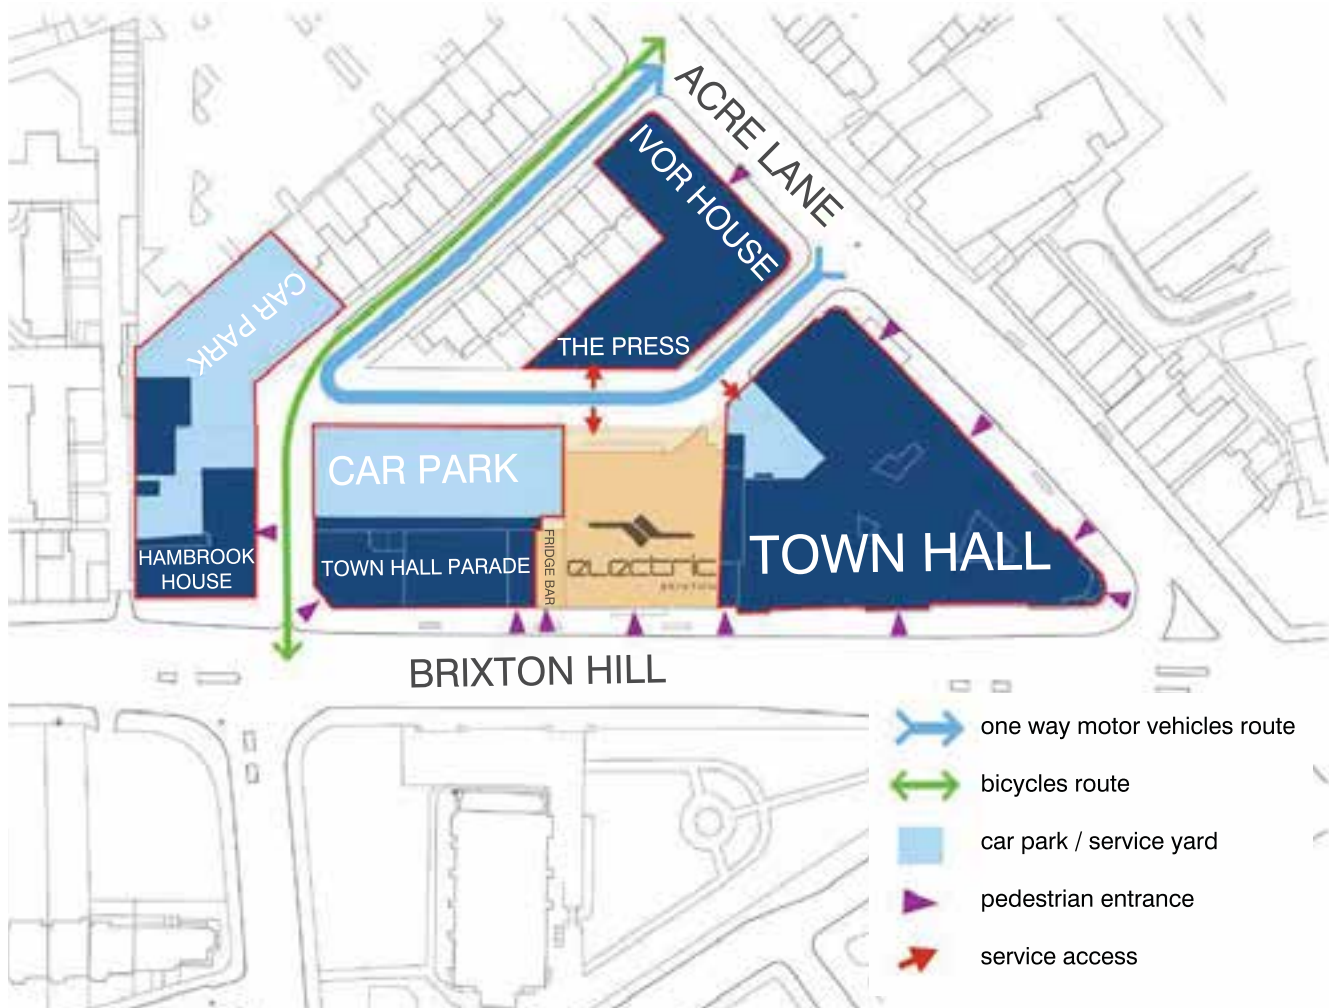 ACRE LANE
IVOR HOUSE
CAR PARK
THE PRESS
CAR PARK
TOWN HALL PARADE
FRIDGE BAR
electric
BRIXTON
TOWN HALL
HAMBROOK
HOUSE
BRIXTON HILL
one way motor vehicles route
bicycles route
car park / service yard
pedestrian entrance
service access